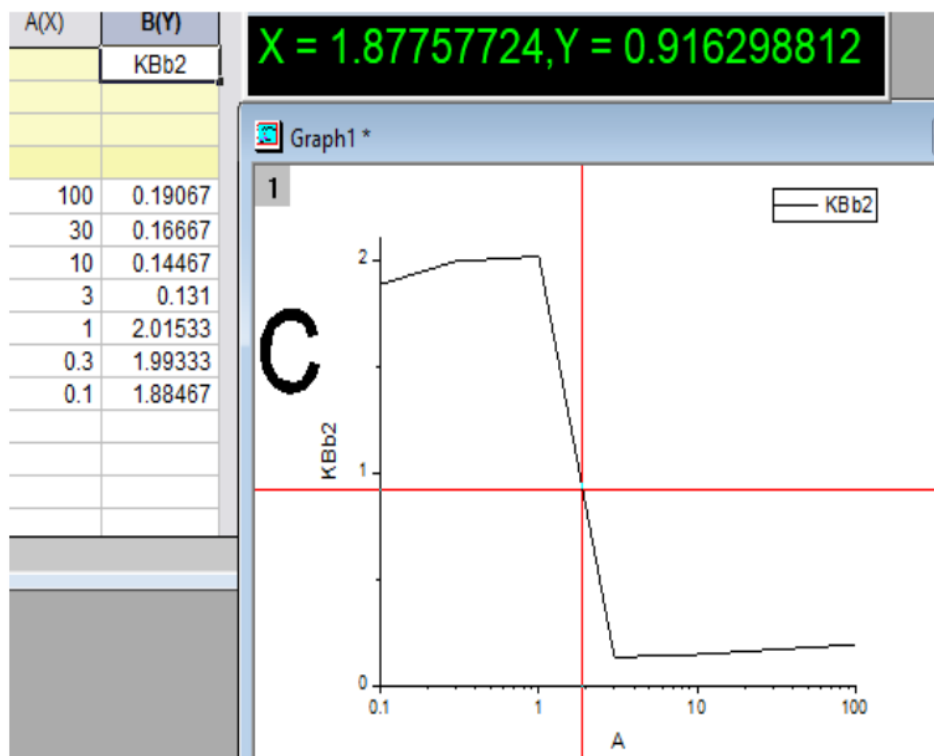 A(X) B(Y)
KBb2
100 0.19067
30 0.16667
10 0.14467
3 0.131
1 2.01533
0.3 1.99333
0.1 1.88467
X = 1.87757724,Y = 0.916298812
Graph1 *
1
KBb2
C
KBb2
2
1
0
0.1 1 10 100
A